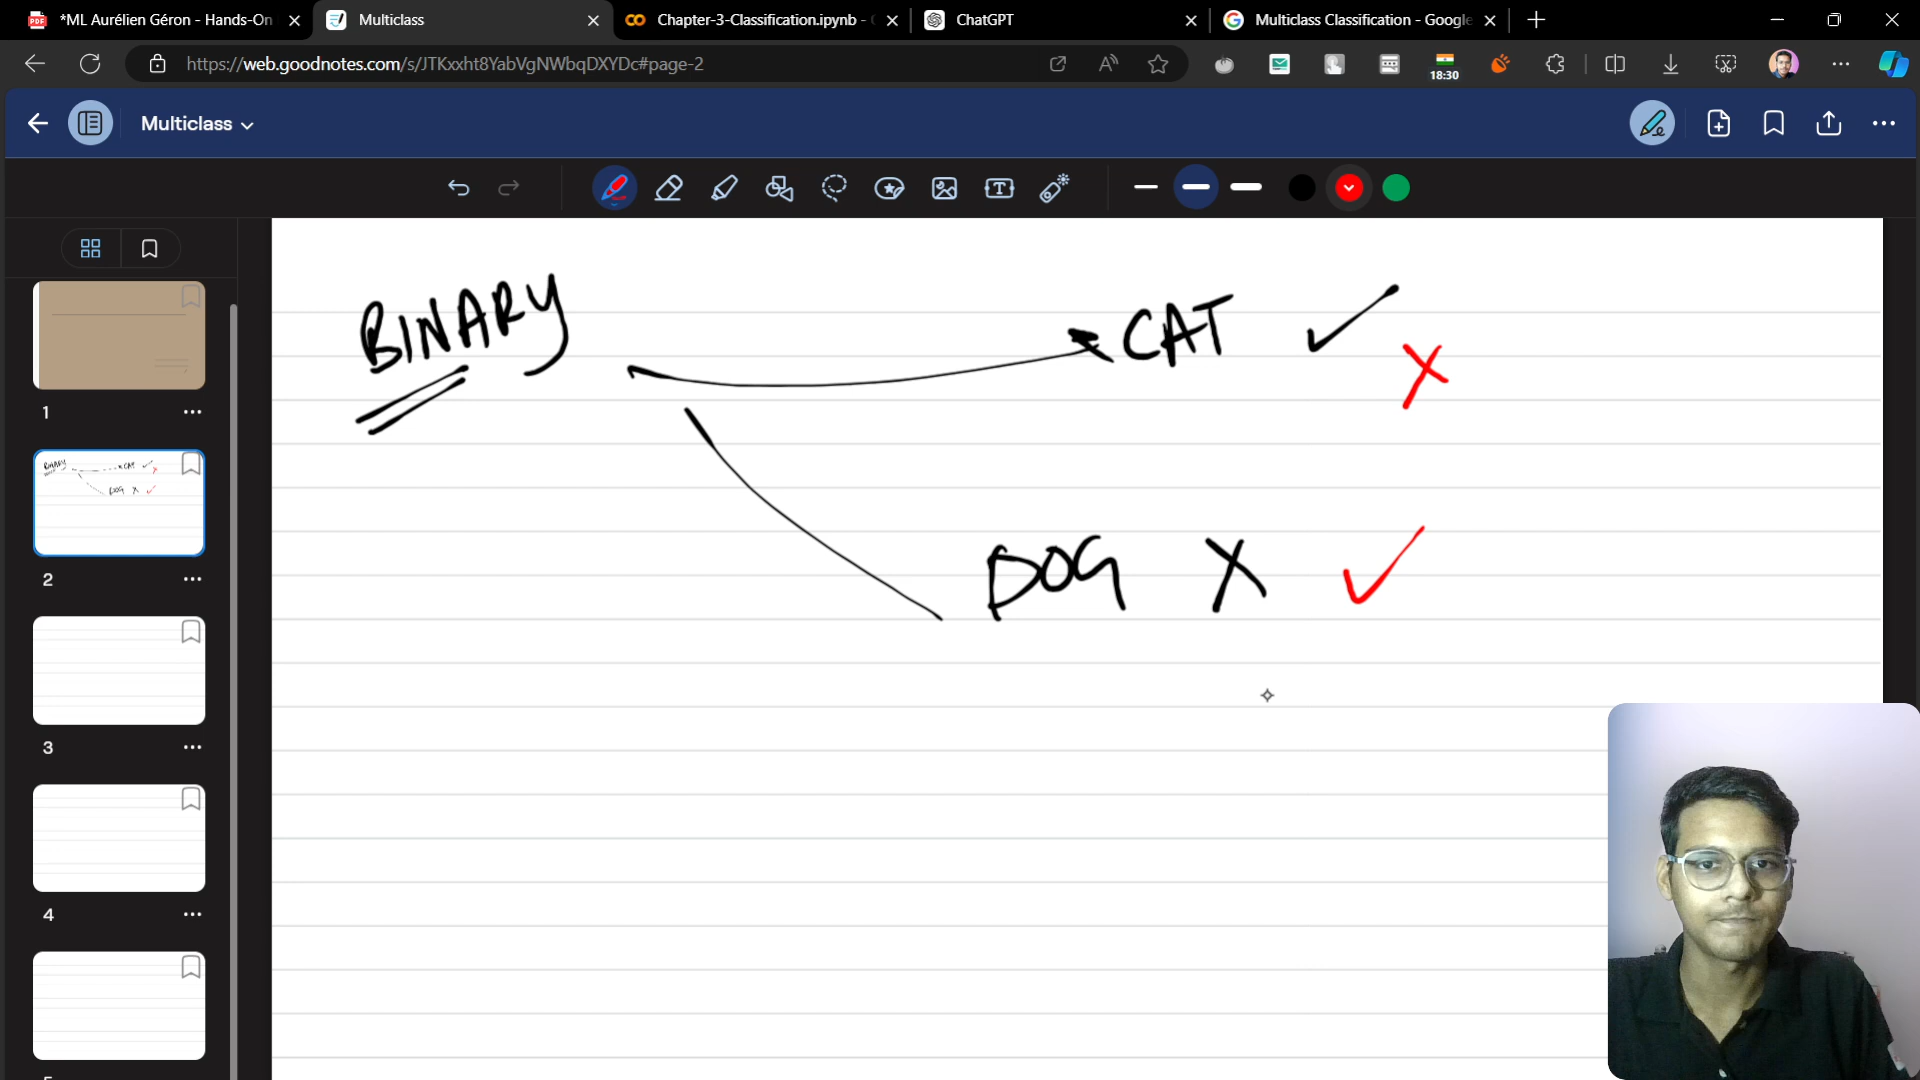 *ML Aurélien Géron - Hands-On
Multiclass
Chapter-3-Classification.ipynb -
ChatGPT
Multiclass Classification - Google
https://web.goodnotes.com/s/JTKxxht8YabVgNWbqDXYDc#page-2
18:30
Multiclass
BINARY
CAT
DOG X
X
1
2
3
4